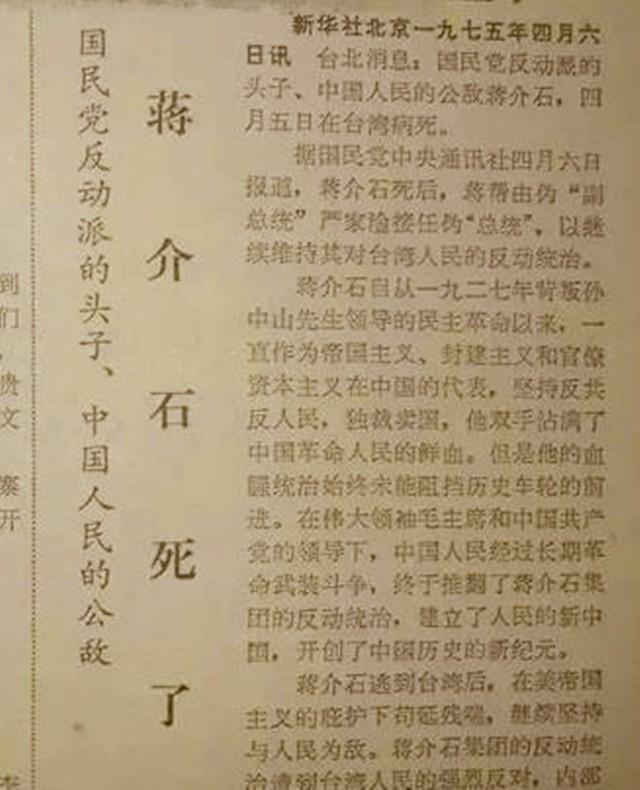 国民党反动派的头子、中国人民的公敌
蒋介石死了
新华社北京一九七五年四月六
日讯 台北消息：国民党反动派的
头子、中国人民的公敌蒋介石，四
月五日在台湾病死。
据国民党中央通讯社四月六日
报道，蒋介石死后，蒋帮由伪“副
总统”严家淦接任伪“总统”，以继
续维持其对台湾人民的反动统治。
蒋介石自从一九二七年背叛孙
中山先生领导的民主革命以来，一
直作为帝国主义、封建主义和官僚
资本主义在中国的代表，坚持反共
反人民，独裁卖国，他双手沾满了
中国革命人民的鲜血。但是他的血
腥统治始终未能阻挡历史车轮的前
进。在伟大领袖毛主席和中国共产
党的领导下，中国人民经过长期革
命武装斗争，终于推翻了蒋介石集
团的反动统治，建立了人民的新中
国，开创了中国历史的新纪元。
蒋介石逃到台湾后，在美帝国
主义的庇护下苟延残喘，继续坚持
与人民为敌。蒋介石集团的反动统
治遭到台湾人民的强烈反对，内部
到
们
贵
文
寨
开